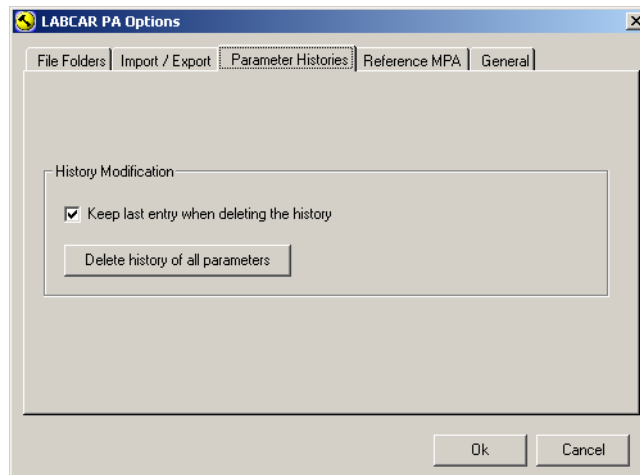 LABCAR PA Options
File Folders Import / Export Parameter Histories Reference MPA General
History Modification
Keep last entry when deleting the history
Delete history of all parameters
Ok Cancel